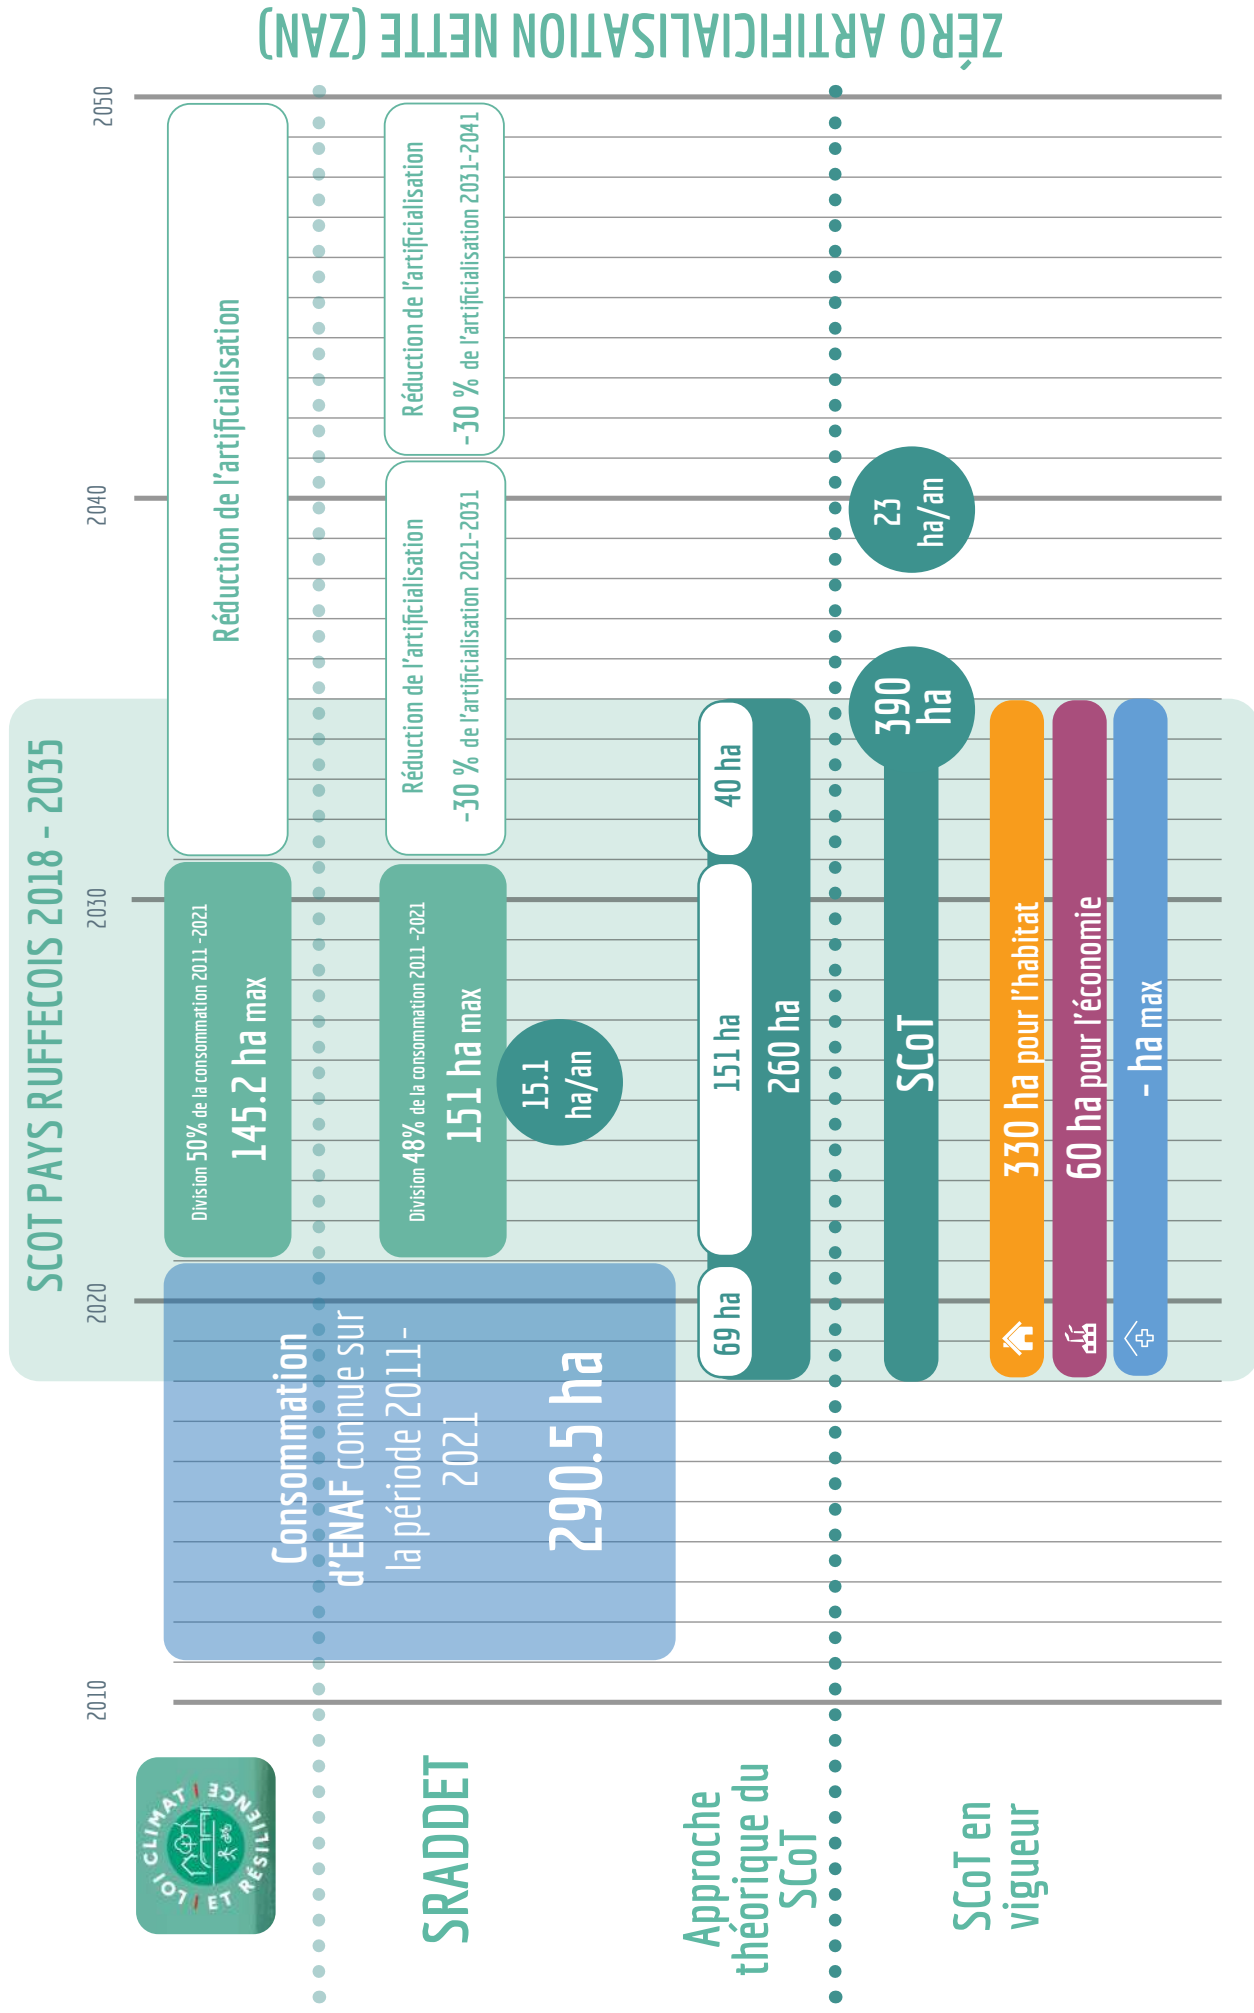 SCOT PAYS RUFFECOIS 2018 - 2035
2010
2020
2030
2040
2050
LOI CLIMAT
ET RÉSILIENCE
Division 50% de la consommation 2011 -2021
145.2 ha max
Réduction de l'artificialisation
SRADDET
Consommation
d'ENAF connue sur
la période 2011-
2021
290.5 ha
Division 48% de la consommation 2011 -2021
151 ha max
15.1
ha/an
Réduction de l'artificialisation
-30 % de l'artificialisation 2021-2031
Réduction de l'artificialisation
-30 % de l'artificialisation 2031-2041
Approche
théorique du
SCoT
69 ha
151 ha
40 ha
260 ha
SCoT en
vigueur
SCoT
390
ha
23
ha/an
330 ha pour l'habitat
60 ha pour l'économie
- ha max
ZÉRO ARTIFICIALISATION NETTE (ZAN)